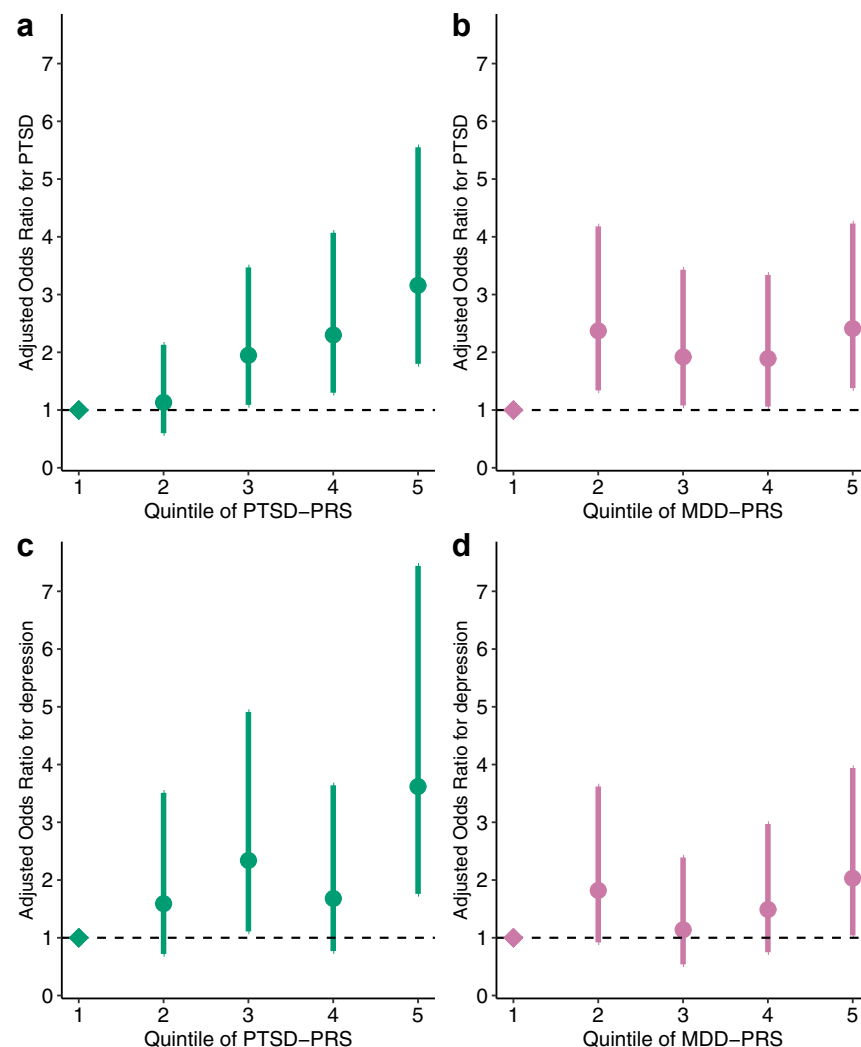 a
Adjusted Odds Ratio for PTSD
7
6
5
4
3
2
1
0
1 2 3 4 5
Quintile of PTSD−PRS
b
Adjusted Odds Ratio for PTSD
7
6
5
4
3
2
1
0
1 2 3 4 5
Quintile of MDD−PRS
c
Adjusted Odds Ratio for depression
7
6
5
4
3
2
1
0
1 2 3 4 5
Quintile of PTSD−PRS
d
Adjusted Odds Ratio for depression
7
6
5
4
3
2
1
0
1 2 3 4 5
Quintile of MDD−PRS